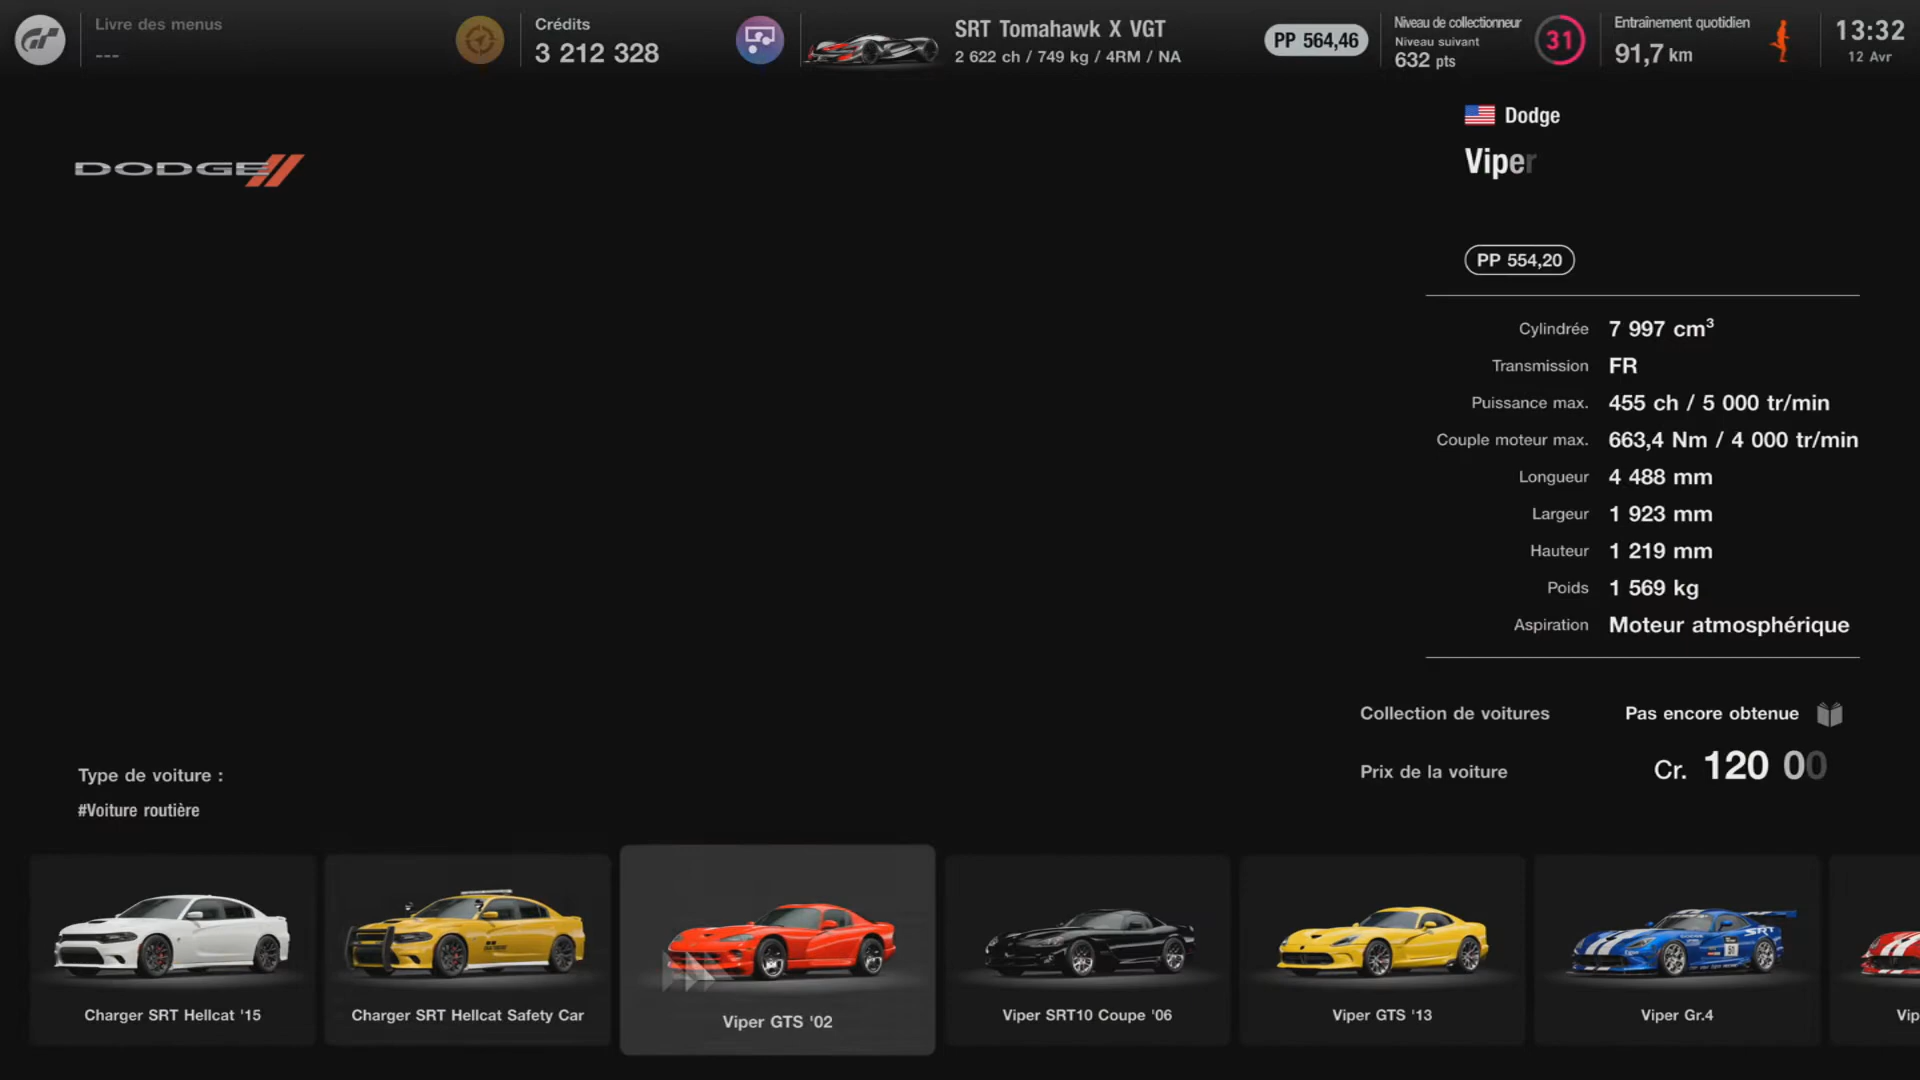 Livre des menus
---
Crédits
3 212 328
SRT Tomahawk X VGT
2 622 ch / 749 kg / 4RM / NA
PP 564,46
Niveau de collectionneur
Niveau suivant
632 pts
31
Entraînement quotidien
91,7 km
13:32
12 Avr
DODGE
Dodge
Viper
PP 554,20
Cylindrée 7 997 cm³
Transmission FR
Puissance max. 455 ch / 5 000 tr/min
Couple moteur max. 663,4 Nm / 4 000 tr/min
Longueur 4 488 mm
Largeur 1 923 mm
Hauteur 1 219 mm
Poids 1 569 kg
Aspiration Moteur atmosphérique
Collection de voitures Pas encore obtenue
Prix de la voiture Cr. 120 00
Type de voiture :
#Voiture routière
Charger SRT Hellcat '15
Charger SRT Hellcat Safety Car
Viper GTS '02
Viper SRT10 Coupe '06
Viper GTS '13
SRT
Viper Gr.4
Vip